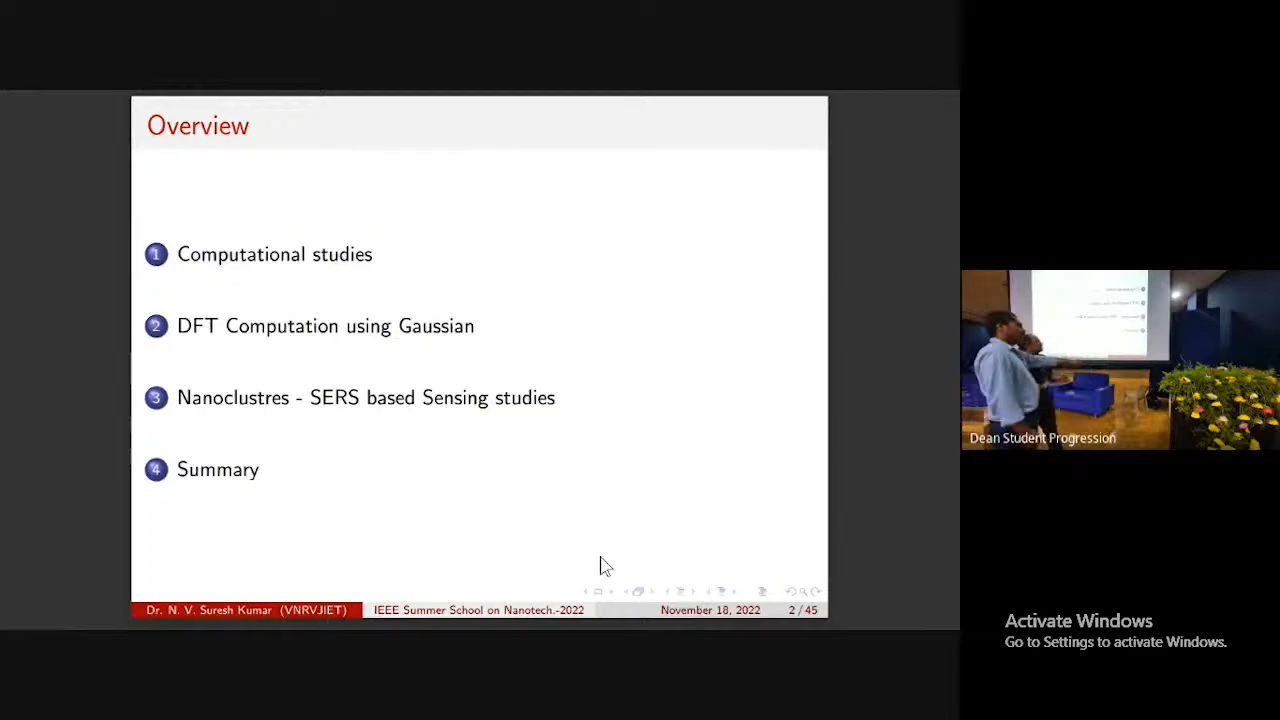 Overview
1 Computational studies
2 DFT Computation using Gaussian
3 Nanoclustres - SERS based Sensing studies
4 Summary
Dr. N. V. Suresh Kumar (VNRVJIET) IEEE Summer School on Nanotech.-2022 November 18, 2022 2 / 45
Dean Student Progression
Activate Windows
Go to Settings to activate Windows.